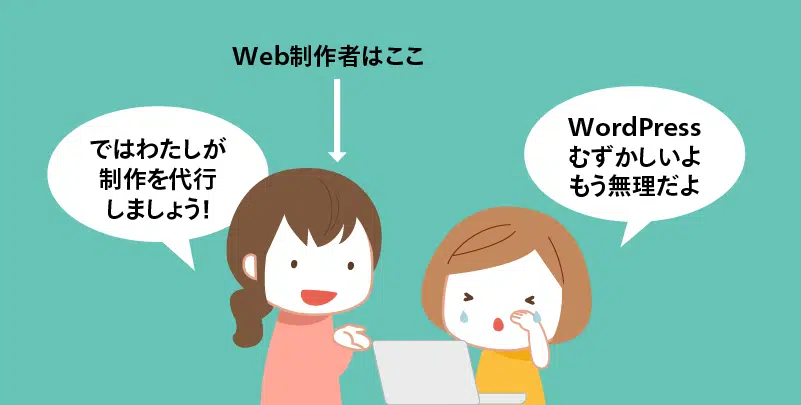 Web制作者はここ
ではわたしが
制作を代行
しましょう！
WordPress
むずかしいよ
もう無理だよ